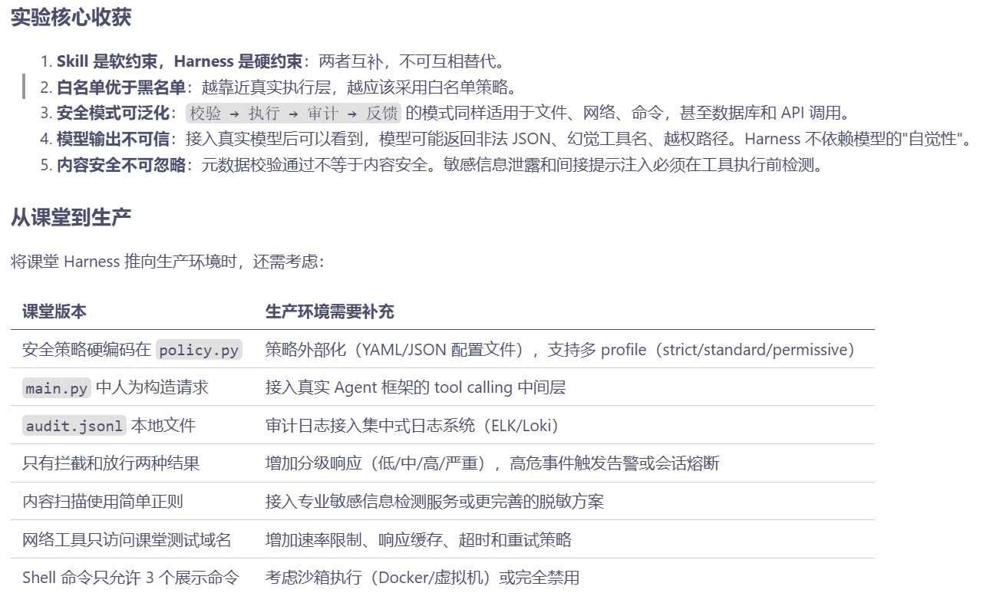 实验核心收获
1. Skill 是软约束，Harness 是硬约束：两者互补，不可互相替代。
2. 白名单优于黑名单：越靠近真实执行层，越应该采用白名单策略。
3. 安全模式可泛化：校验 → 执行 → 审计 → 反馈 的模式同样适用于文件、网络、命令，甚至数据库和 API 调用。
4. 模型输出不可信：接入真实模型后可以看到，模型可能返回非法 JSON、幻觉工具名、越权路径。Harness 不依赖模型的"自觉性"。
5. 内容安全不可忽略：元数据校验通过不等于内容安全。敏感信息泄露和间接提示注入必须在工具执行前检测。
从课堂到生产
将课堂 Harness 推向生产环境时，还需考虑：
课堂版本 生产环境需要补充
安全策略硬编码在 policy.py 策略外部化（YAML/JSON 配置文件），支持多 profile（strict/standard/permissive）
main.py 中人为构造请求 接入真实 Agent 框架的 tool calling 中间层
audit.jsonl 本地文件 审计日志接入集中式日志系统（ELK/Loki）
只有拦截和放行两种结果 增加分级响应（低/中/高/严重），高危事件触发告警或会话熔断
内容扫描使用简单正则 接入专业敏感信息检测服务或更完善的脱敏方案
网络工具只访问课堂测试域名 增加速率限制、响应缓存、超时和重试策略
Shell 命令只允许 3 个展示命令 考虑沙箱执行（Docker/虚拟机）或完全禁用